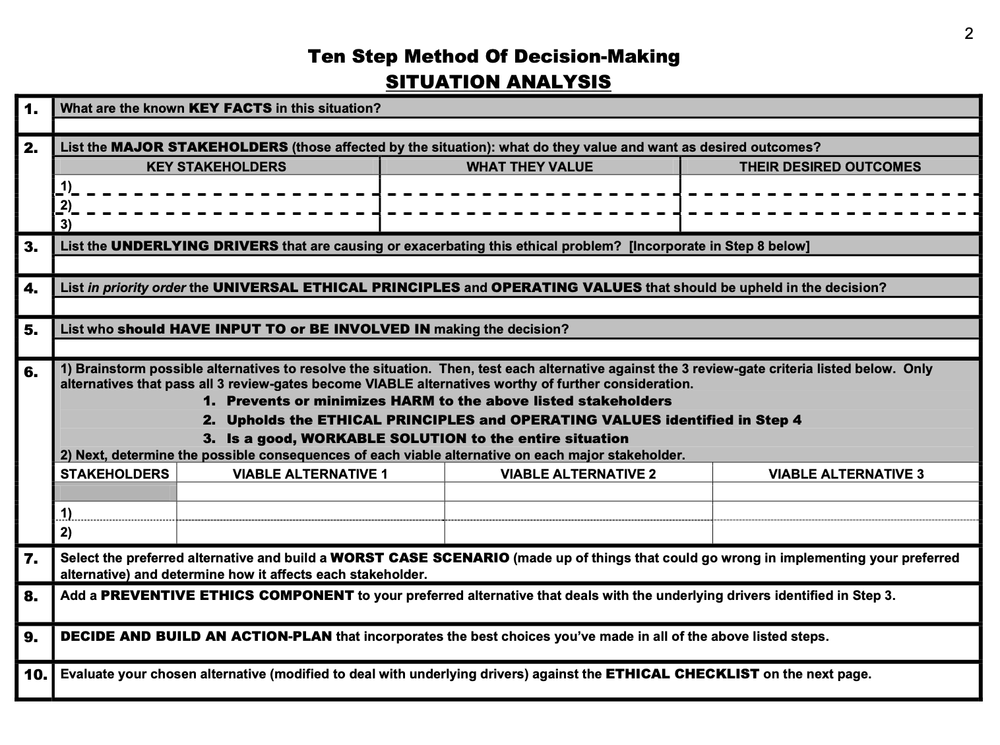 2
Ten Step Method Of Decision-Making
SITUATION ANALYSIS
1. What are the known KEY FACTS in this situation?
2. List the MAJOR STAKEHOLDERS (those affected by the situation): what do they value and want as desired outcomes?
KEY STAKEHOLDERS WHAT THEY VALUE THEIR DESIRED OUTCOMES
1)
2)
3)
3. List the UNDERLYING DRIVERS that are causing or exacerbating this ethical problem?  [Incorporate in Step 8 below]
4. List in priority order the UNIVERSAL ETHICAL PRINCIPLES and OPERATING VALUES that should be upheld in the decision?
5. List who should HAVE INPUT TO or BE INVOLVED IN making the decision?
6. 1) Brainstorm possible alternatives to resolve the situation.  Then, test each alternative against the 3 review-gate criteria listed below.  Only
alternatives that pass all 3 review-gates become VIABLE alternatives worthy of further consideration.
1. Prevents or minimizes HARM to the above listed stakeholders
2. Upholds the ETHICAL PRINCIPLES and OPERATING VALUES identified in Step 4
3. Is a good, WORKABLE SOLUTION to the entire situation
2) Next, determine the possible consequences of each viable alternative on each major stakeholder.
STAKEHOLDERS VIABLE ALTERNATIVE 1 VIABLE ALTERNATIVE 2 VIABLE ALTERNATIVE 3
1)
2)
7. Select the preferred alternative and build a WORST CASE SCENARIO (made up of things that could go wrong in implementing your preferred
alternative) and determine how it affects each stakeholder.
8. Add a PREVENTIVE ETHICS COMPONENT to your preferred alternative that deals with the underlying drivers identified in Step 3.
9. DECIDE AND BUILD AN ACTION-PLAN that incorporates the best choices you’ve made in all of the above listed steps.
10. Evaluate your chosen alternative (modified to deal with underlying drivers) against the ETHICAL CHECKLIST on the next page.